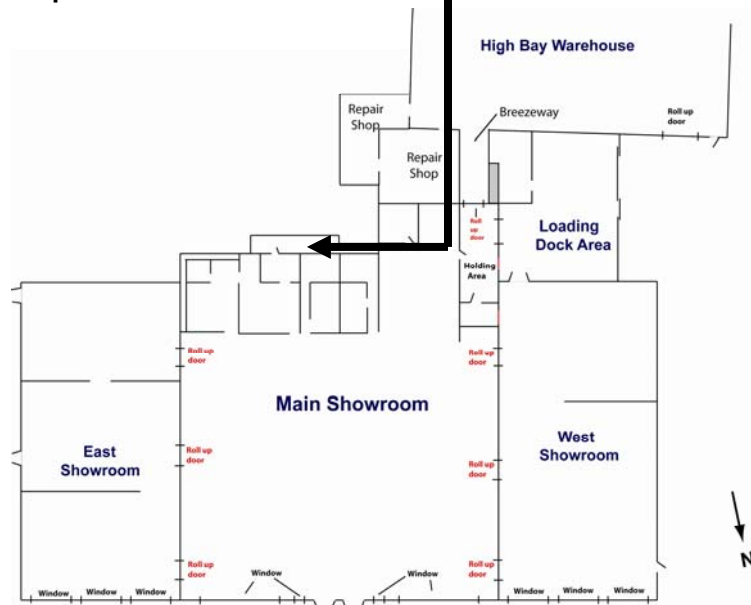 High Bay Warehouse
Repair
Shop
Breezeway
Roll up
door
Repair
Shop
Roll
up
door
Loading
Dock Area
Holding
Area
Roll up
door
Roll up
door
Main Showroom
East
Showroom
West
Showroom
Roll up
door
Roll up
door
N
Roll up
door
Window
Window
Roll up
door
Window
Window
Window
Window
Window
Window